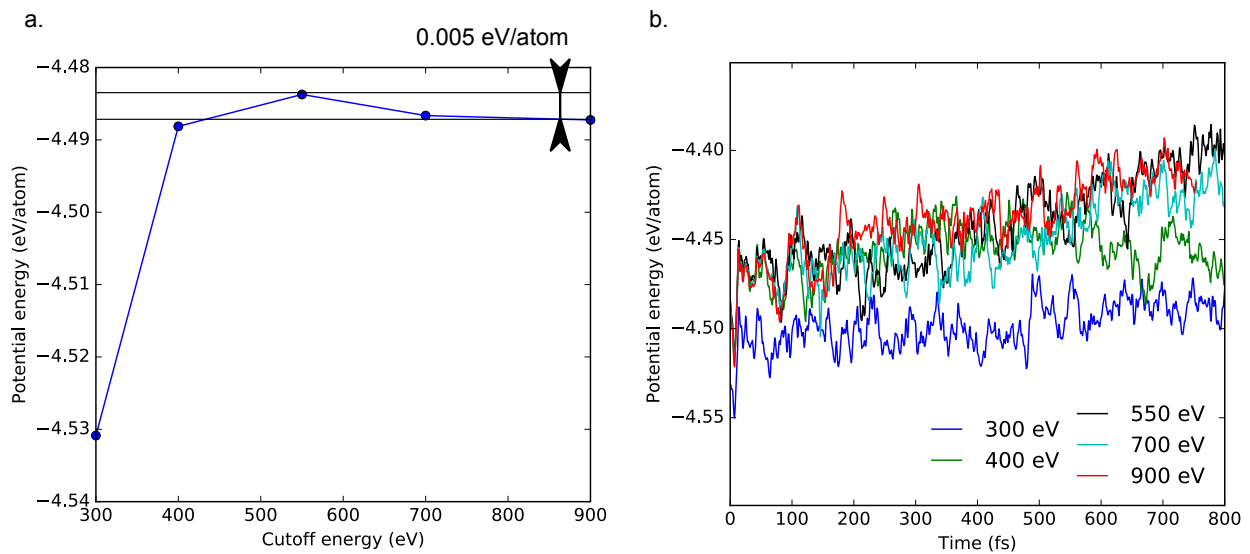 a.
0.005 eV/atom
−4.48
−4.49
−4.50
−4.51
−4.52
−4.53
−4.54
Potential energy (eV/atom)
300 400 500 600 700 800 900
Cutoff energy (eV)
b.
−4.40
−4.45
−4.50
−4.55
Potential energy (eV/atom)
300 eV
400 eV
550 eV
700 eV
900 eV
0 100 200 300 400 500 600 700 800
Time (fs)